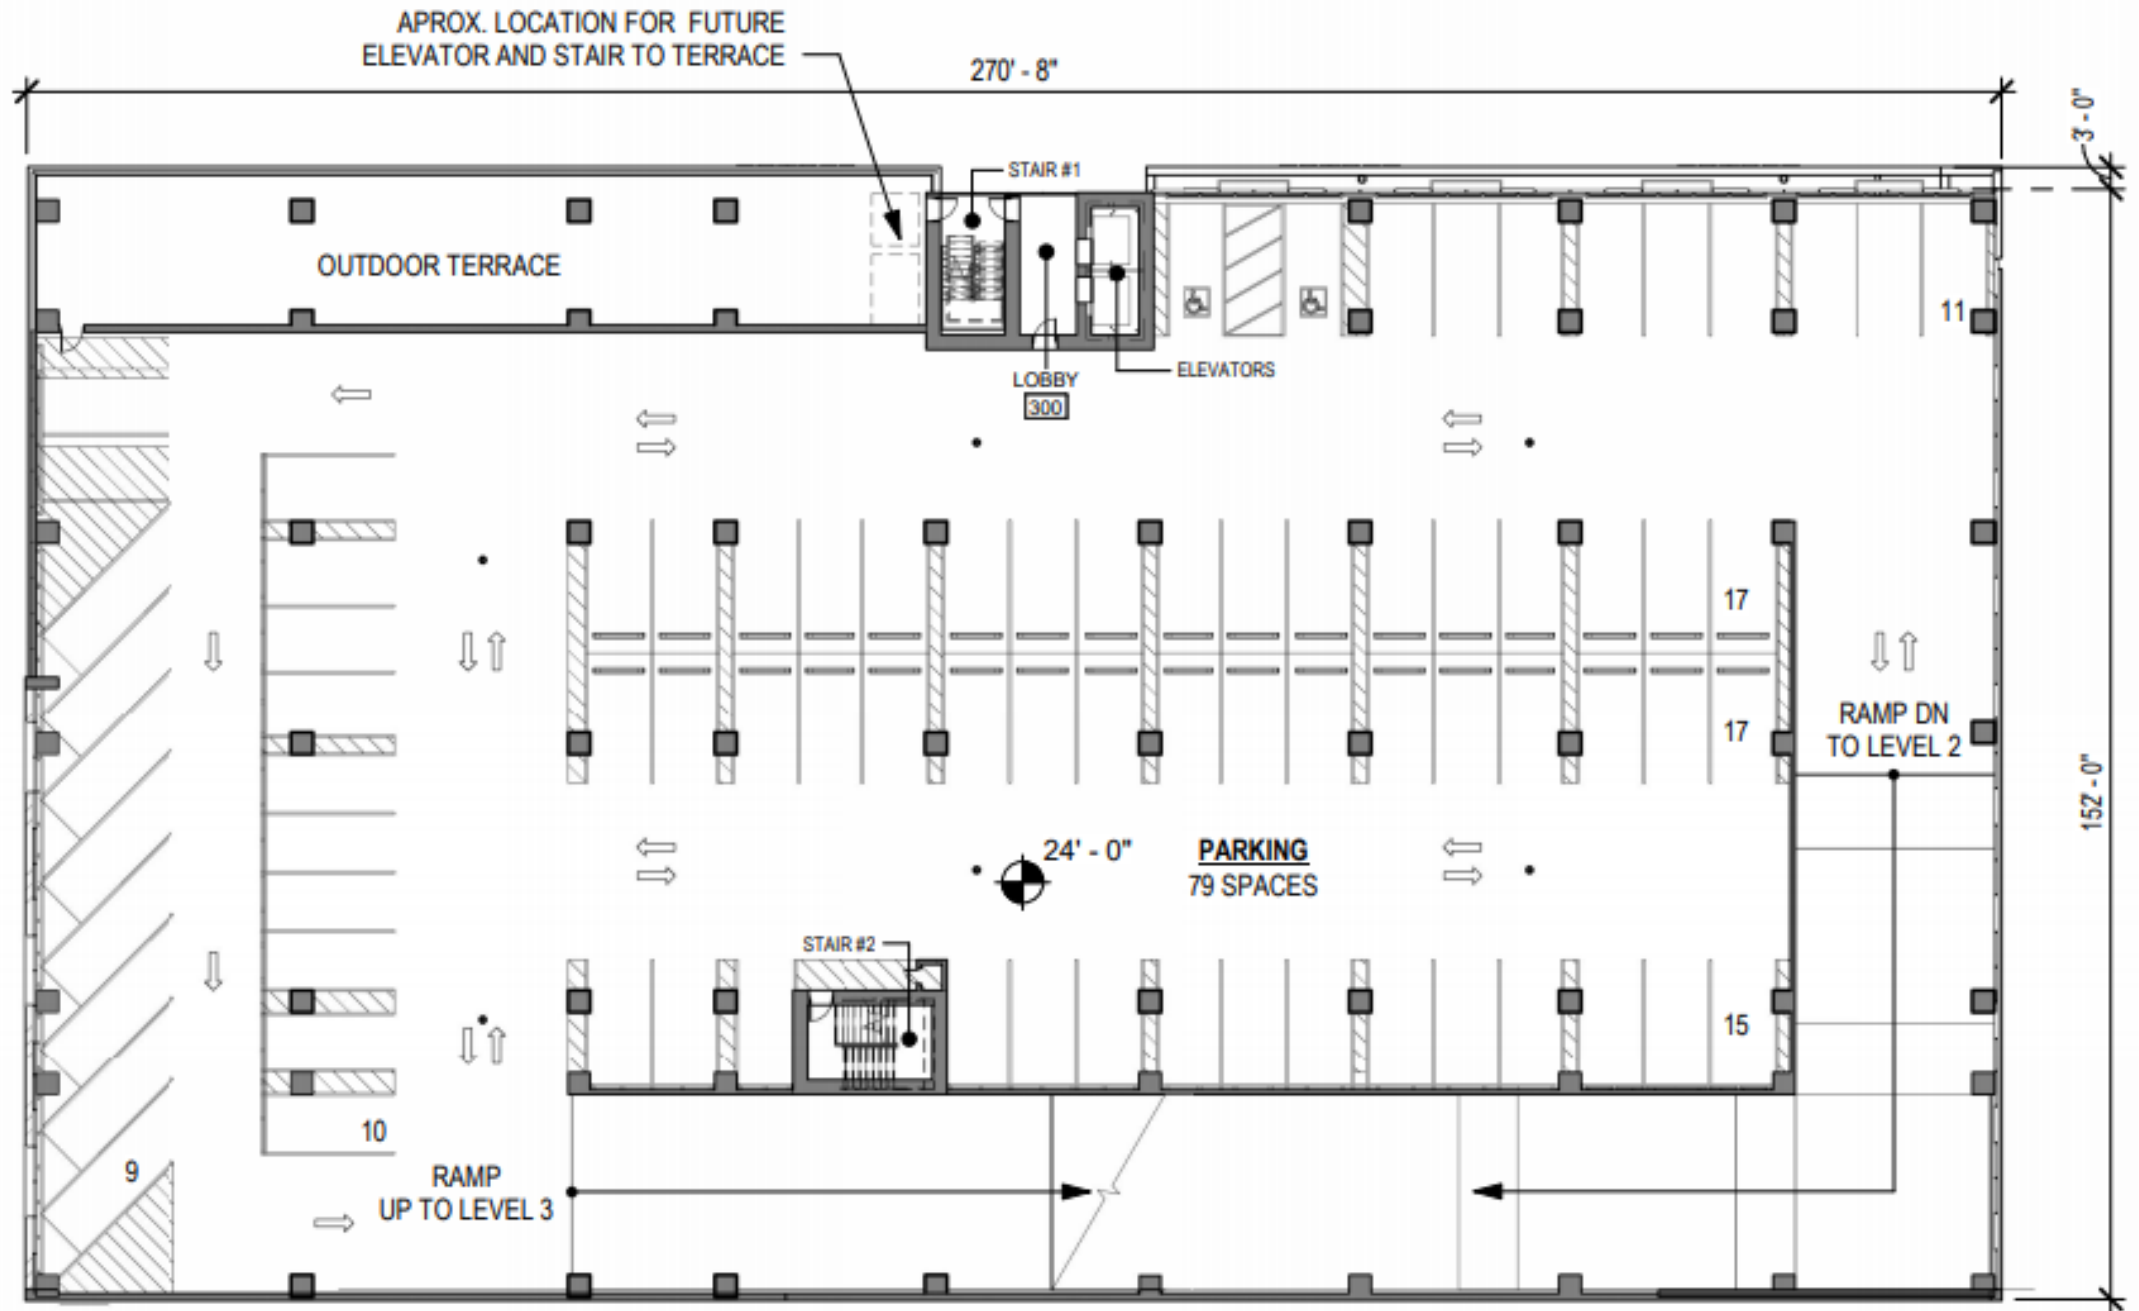 APROX. LOCATION FOR FUTURE
ELEVATOR AND STAIR TO TERRACE
270' - 8"
3' - 0"
STAIR #1
OUTDOOR TERRACE
11
ELEVATORS
LOBBY
300
17
17
RAMP DN
TO LEVEL 2
152' - 0"
24' - 0"
PARKING
79 SPACES
STAIR #2
15
10
9
RAMP
UP TO LEVEL 3